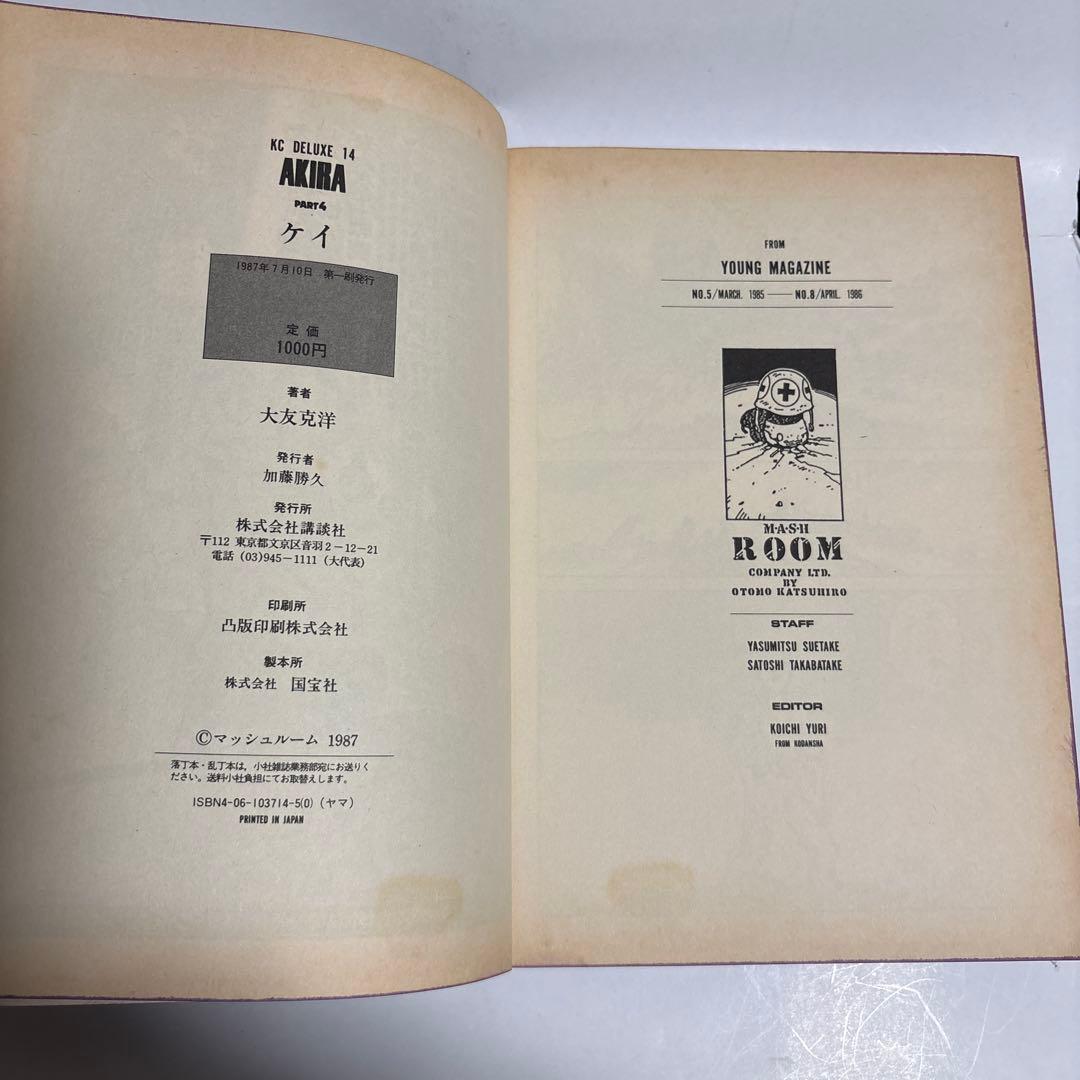 KC DELUXE 14
AKIRA
PART4
ケイ
1987年7月10日 第一刷発行
定価
1000円
著者
大友克洋
発行者
加藤勝久
発行所
株式会社講談社
〒112 東京都文京区音羽2-12-21
電話 (03)945-1111 (大代表)
印刷所
凸版印刷株式会社
製本所
株式会社 国宝社
©マッシュルーム 1987
落丁本・乱丁本は、小社雑誌業務部宛にお送りく
ださい。送料小社負担にてお取替えします。
ISBN4-06-103714-5(0) (ヤマ)
PRINTED IN JAPAN
FROM
YOUNG MAGAZINE
NO.5/MARCH. 1985 — NO.8/APRIL. 1986
M·A·S·H
ROOM
COMPANY LTD.
BY
OTOMO KATSUHIRO
STAFF
YASUMITSU SUETAKE
SATOSHI TAKABATAKE
EDITOR
KOICHI YURI
FROM KODANSHA